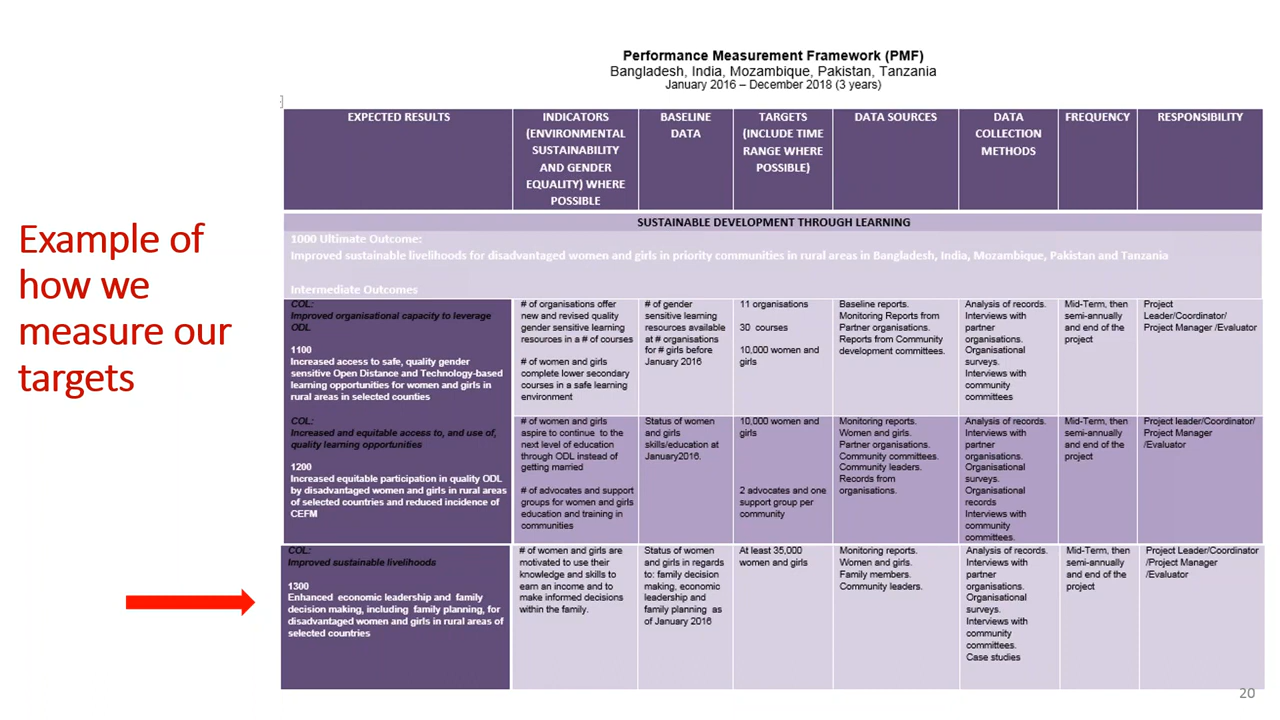 Performance Measurement Framework (PMF)
Bangladesh, India, Mozambique, Pakistan, Tanzania
January 2016 – December 2018 (3 years)
Example of
how we
measure our
targets
EXPECTED RESULTS
INDICATORS
(ENVIRONMENTAL
SUSTAINABILITY
AND GENDER
EQUALITY) WHERE
POSSIBLE
BASELINE
DATA
TARGETS
(INCLUDE TIME
RANGE WHERE
POSSIBLE)
DATA SOURCES
DATA
COLLECTION
METHODS
FREQUENCY
RESPONSIBILITY
SUSTAINABLE DEVELOPMENT THROUGH LEARNING
1000 Ultimate Outcome:
Improved sustainable livelihoods for disadvantaged women and girls in priority communities in rural areas in Bangladesh, India, Mozambique, Pakistan and Tanzania
Intermediate Outcomes
COL:
Improved organisational capacity to leverage
ODL
1100
Increased access to safe, quality gender
sensitive Open Distance and Technology-based
learning opportunities for women and girls in
rural areas in selected counties
# of organisations offer
new and revised quality
gender sensitive learning
resources in a # of courses
# of women and girls
complete lower secondary
courses in a safe learning
environment
# of gender
sensitive learning
resources available
at # organisations
for # girls before
January 2016
11 organisations
30 courses
10,000 women and
girls
Baseline reports.
Monitoring Reports from
Partner organisations.
Reports from Community
development committees.
Analysis of records.
Interviews with
partner
organisations.
Organisational
surveys.
Interviews with
community
committees
Mid-Term, then
semi-annually
and end of the
project
Project
Leader/Coordinator/
Project Manager /Evaluator
COL:
Increased and equitable access to, and use of,
quality learning opportunities
1200
Increased equitable participation in quality ODL
by disadvantaged women and girls in rural areas
of selected countries and reduced incidence of
CEFM
# of women and girls
aspire to continue to the
next level of education
through ODL instead of
getting married
# of advocates and support
groups for women and girls
education and training in
communities
Status of women
and girls
skills/education at
January2016.
10,000 women and
girls
2 advocates and one
support group per
community
Monitoring reports.
Women and girls.
Partner organisations.
Community committees.
Community leaders.
Records from
organisations.
Analysis of records.
Interviews with
partner
organisations.
Organisational
surveys.
Organisational
records
Interviews with
community
committees.
Mid-Term, then
semi-annually
and end of the
project
Project leader/Coordinator/
Project Manager
/Evaluator
COL:
Improved sustainable livelihoods
1300
Enhanced economic leadership and family
decision making, including family planning, for
disadvantaged women and girls in rural areas of
selected countries
# of women and girls are
motivated to use their
knowledge and skills to
earn an income and to
make informed decisions
within the family.
Status of women
and girls in regards
to: family decision
making, economic
leadership and
family planning as
of January 2016
At least 35,000
women and girls
Monitoring reports.
Women and girls.
Family members.
Community leaders.
Analysis of records.
Interviews with
partner
organisations.
Organisational
surveys.
Interviews with
community
committees.
Case studies
Mid-Term, then
semi-annually
and end of the
project
Project Leader/Coordinator
/Project Manager
/Evaluator
20